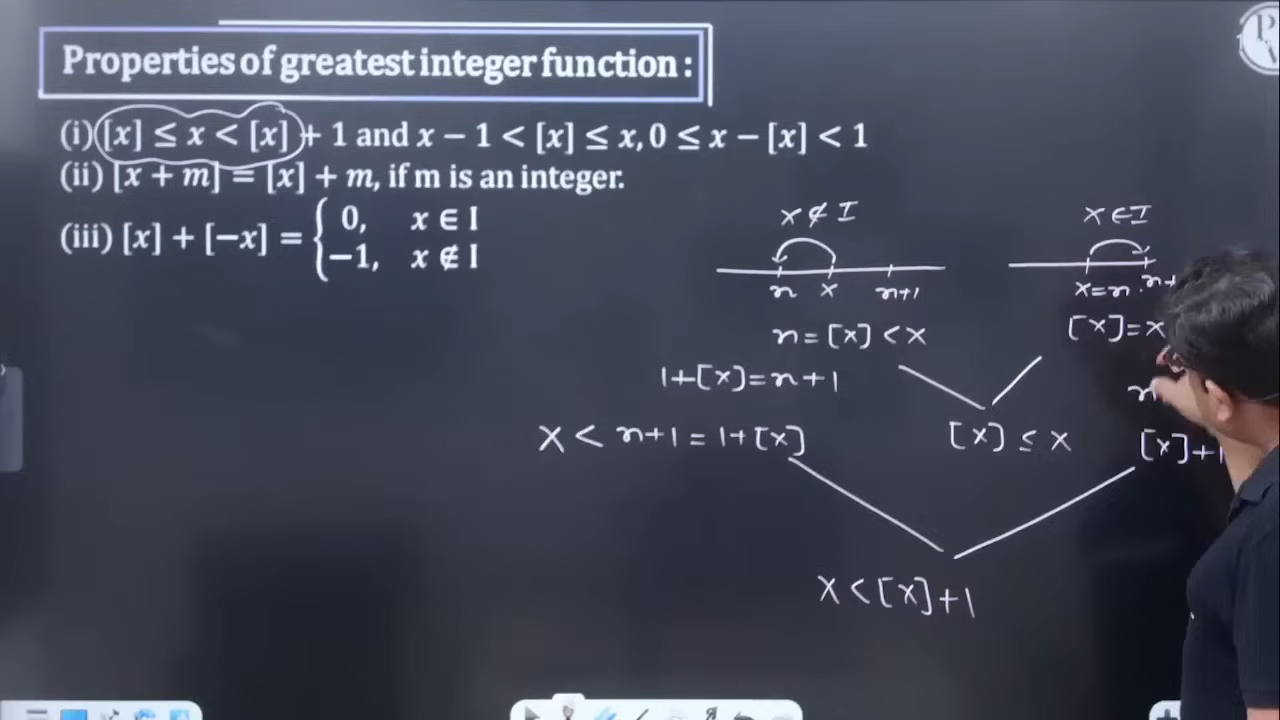 Properties of greatest integer function :
(i) [x] ≤ x < [x] + 1 and x − 1 < [x] ≤ x, 0 ≤ x − [x] < 1
(ii) [x + m] = [x] + m, if m is an integer.
(iii) [x] + [−x] = { 0, x ∈ I
−1, x ∉ I
x ∉ I
n x n+1
n = [x] < x
1+[x] = n+1
x < n+1 = 1+[x]
x ∈ I
x = n
[x] = x
[x] ≤ x
[x]+1
x < [x]+1